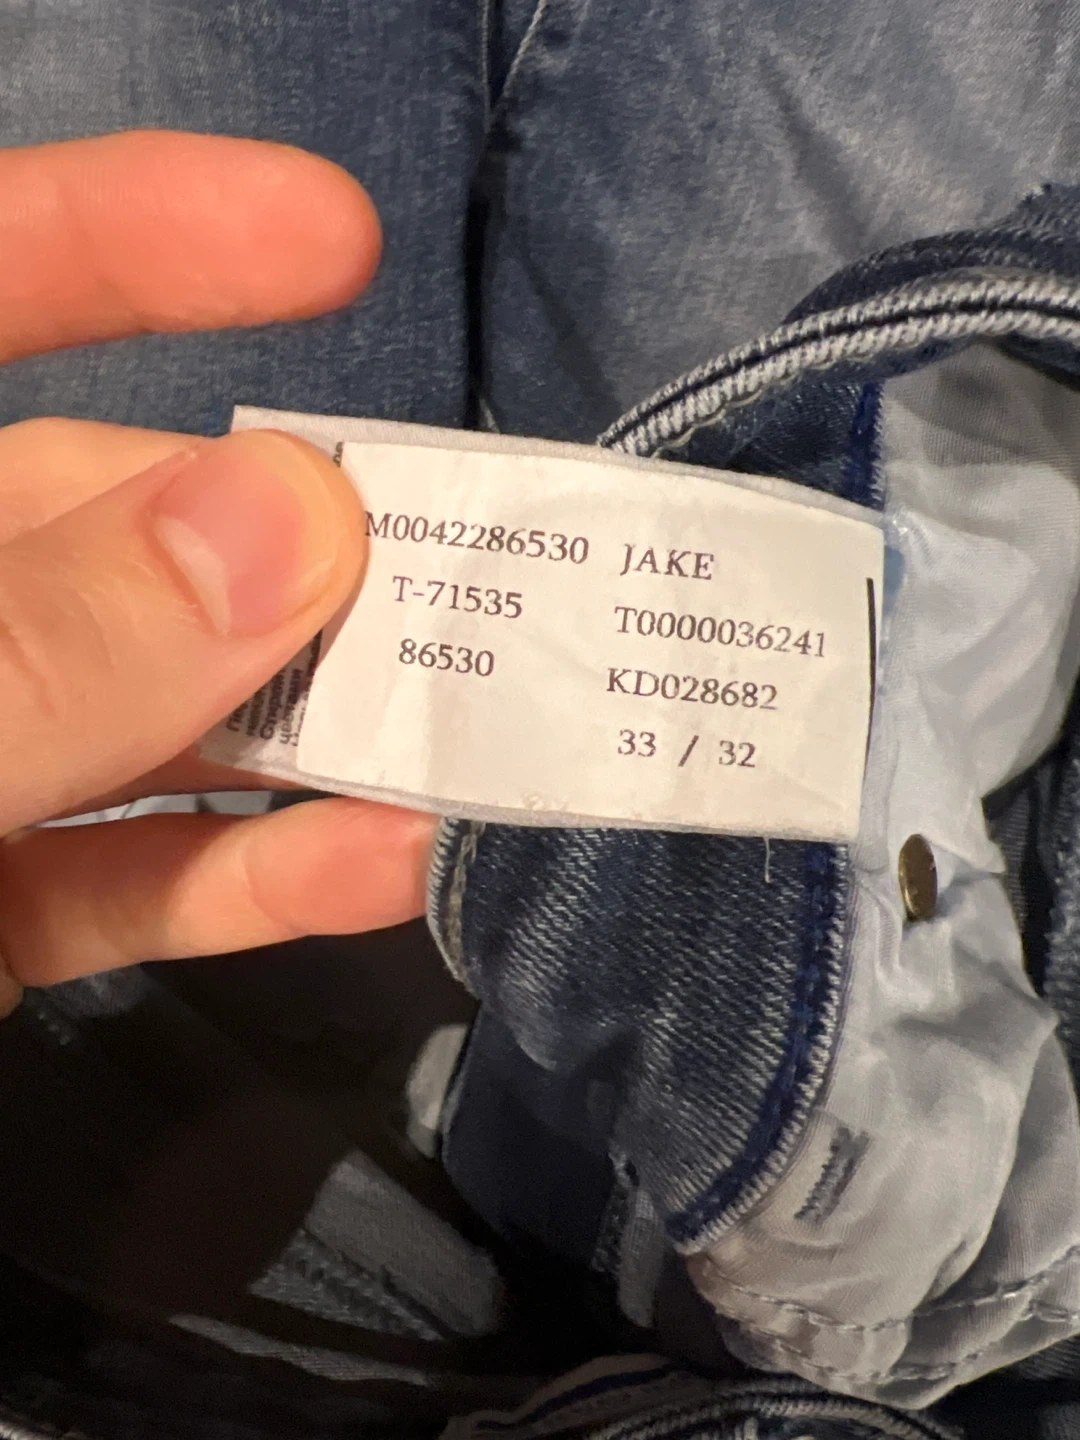 M0042286530 JAKE
T-71535 T0000036241
86530 KD028682
33 / 32